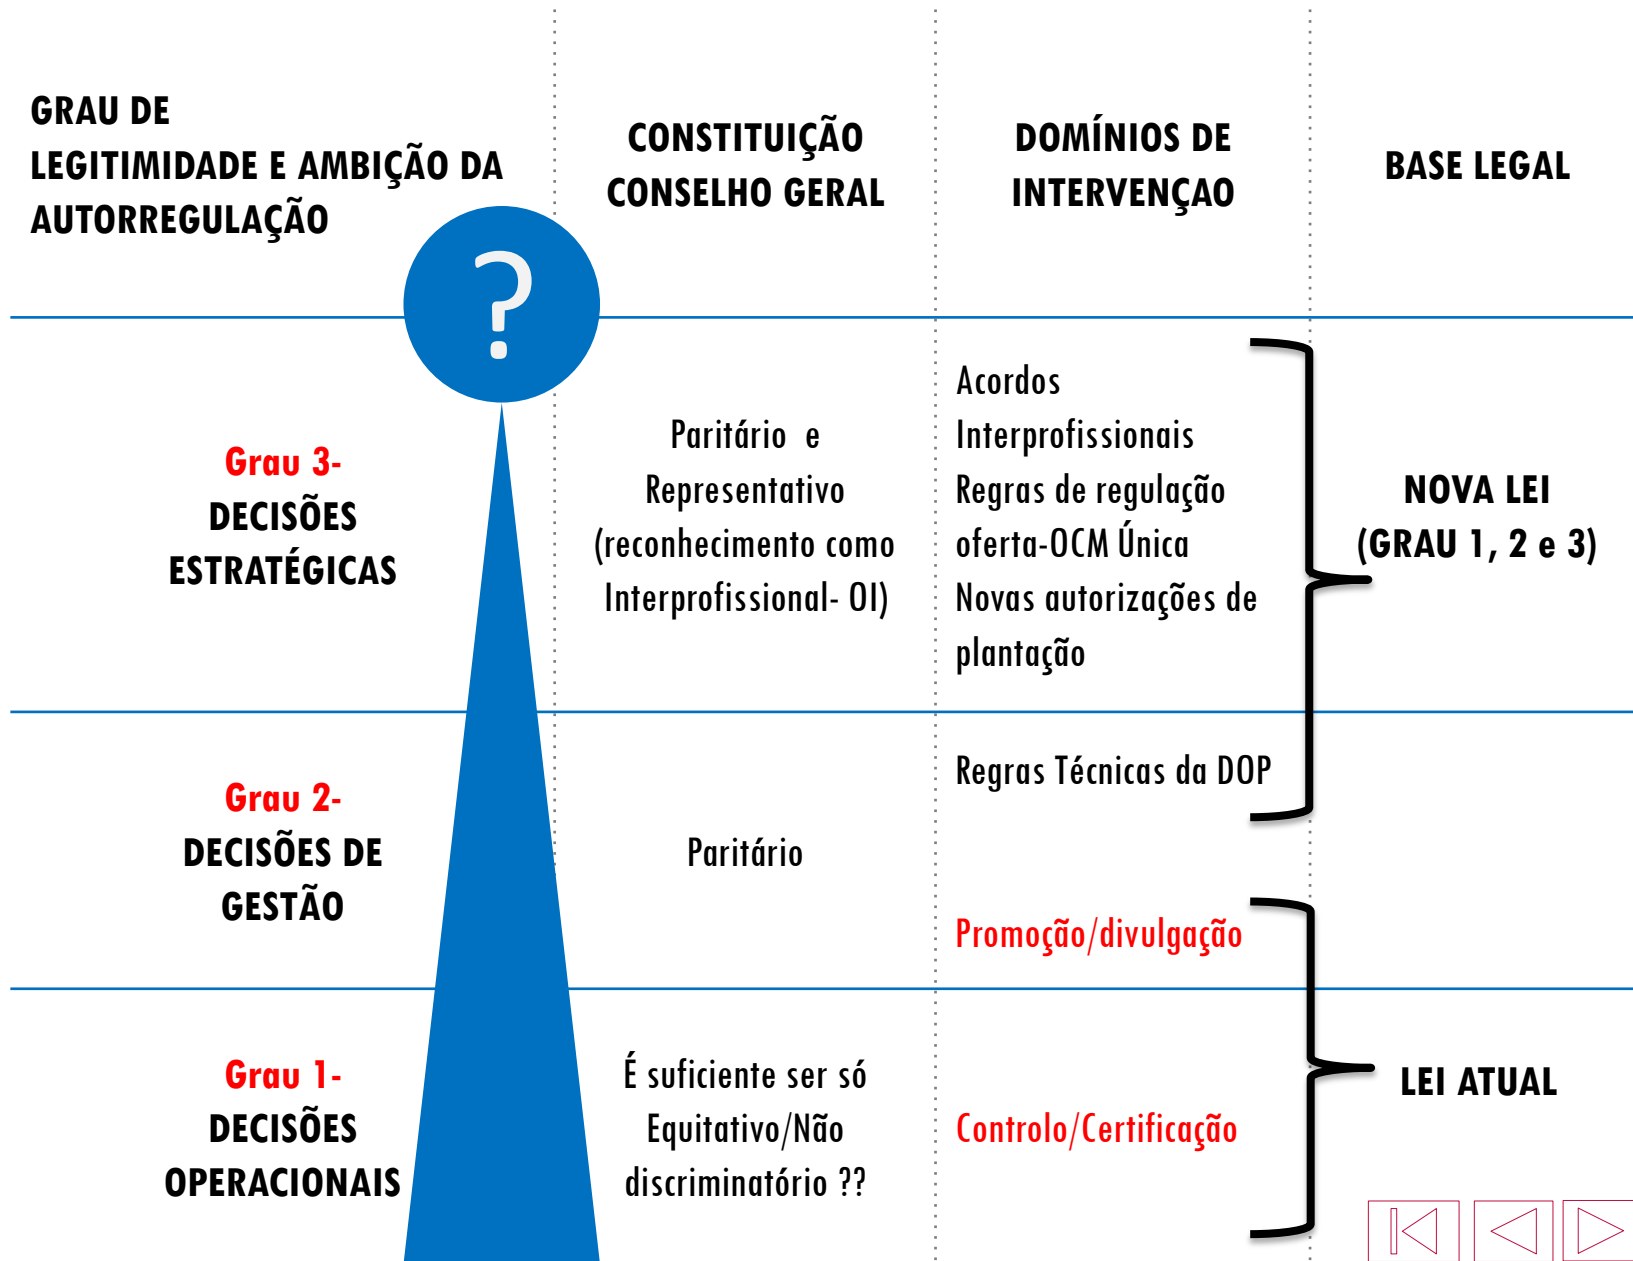 GRAU DE
LEGITIMIDADE E AMBIÇÃO DA
AUTORREGULAÇÃO
CONSTITUIÇÃO
CONSELHO GERAL
DOMÍNIOS DE
INTERVENÇAO
BASE LEGAL
?
Grau 3-
DECISÕES
ESTRATÉGICAS
Paritário e
Representativo
(reconhecimento como
Interprofissional- OI)
Acordos
Interprofissionais
Regras de regulação
oferta-OCM Única
Novas autorizações de
plantação
NOVA LEI
(GRAU 1, 2 e 3)
Grau 2-
DECISÕES DE
GESTÃO
Paritário
Regras Técnicas da DOP
Promoção/divulgação
Grau 1-
DECISÕES
OPERACIONAIS
É suficiente ser só
Equitativo/Não
discriminatório ??
Controlo/Certificação
LEI ATUAL